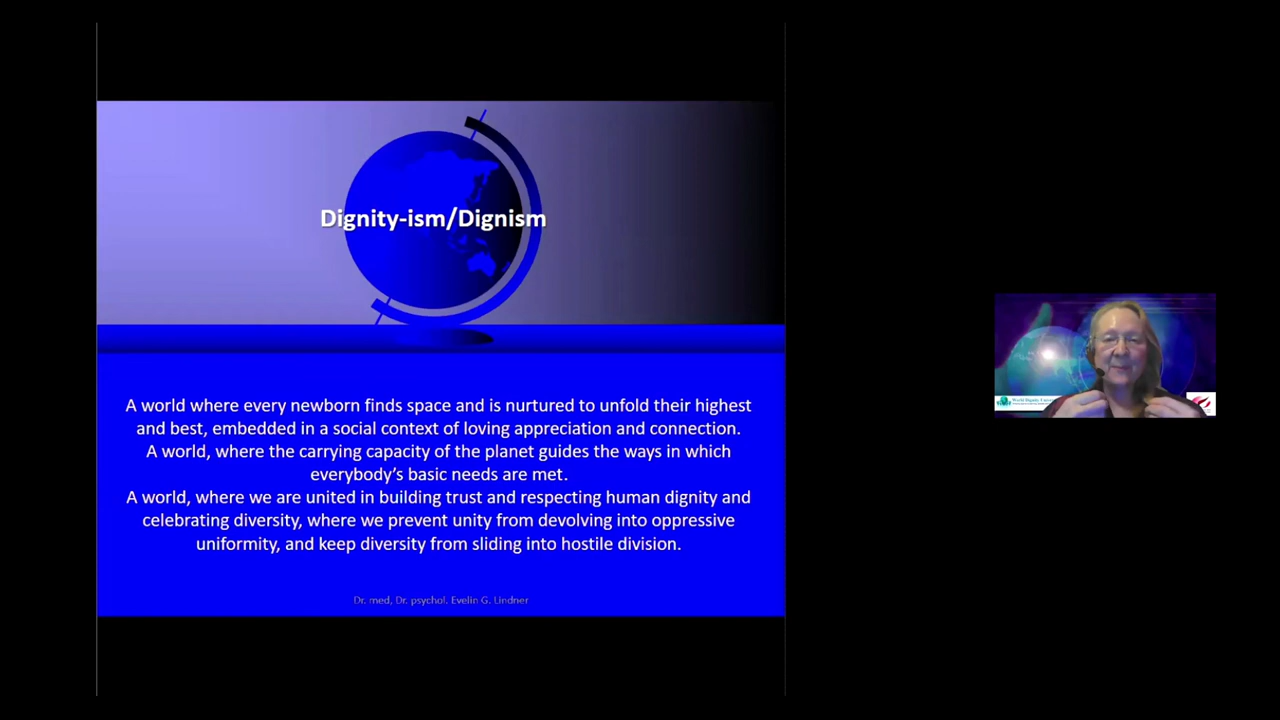 Dignity-ism/Dignism
A world where every newborn finds space and is nurtured to unfold their highest
and best, embedded in a social context of loving appreciation and connection.
A world, where the carrying capacity of the planet guides the ways in which
everybody's basic needs are met.
A world, where we are united in building trust and respecting human dignity and
celebrating diversity, where we prevent unity from devolving into oppressive
uniformity, and keep diversity from sliding into hostile division.
Dr. med, Dr. psychol. Evelin G. Lindner
World Dignity